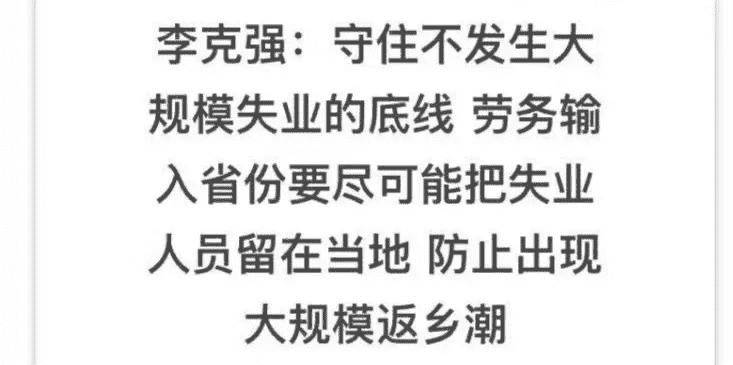 李克强：守住不发生大
规模失业的底线 劳务输
入省份要尽可能把失业
人员留在当地 防止出现
大规模返乡潮